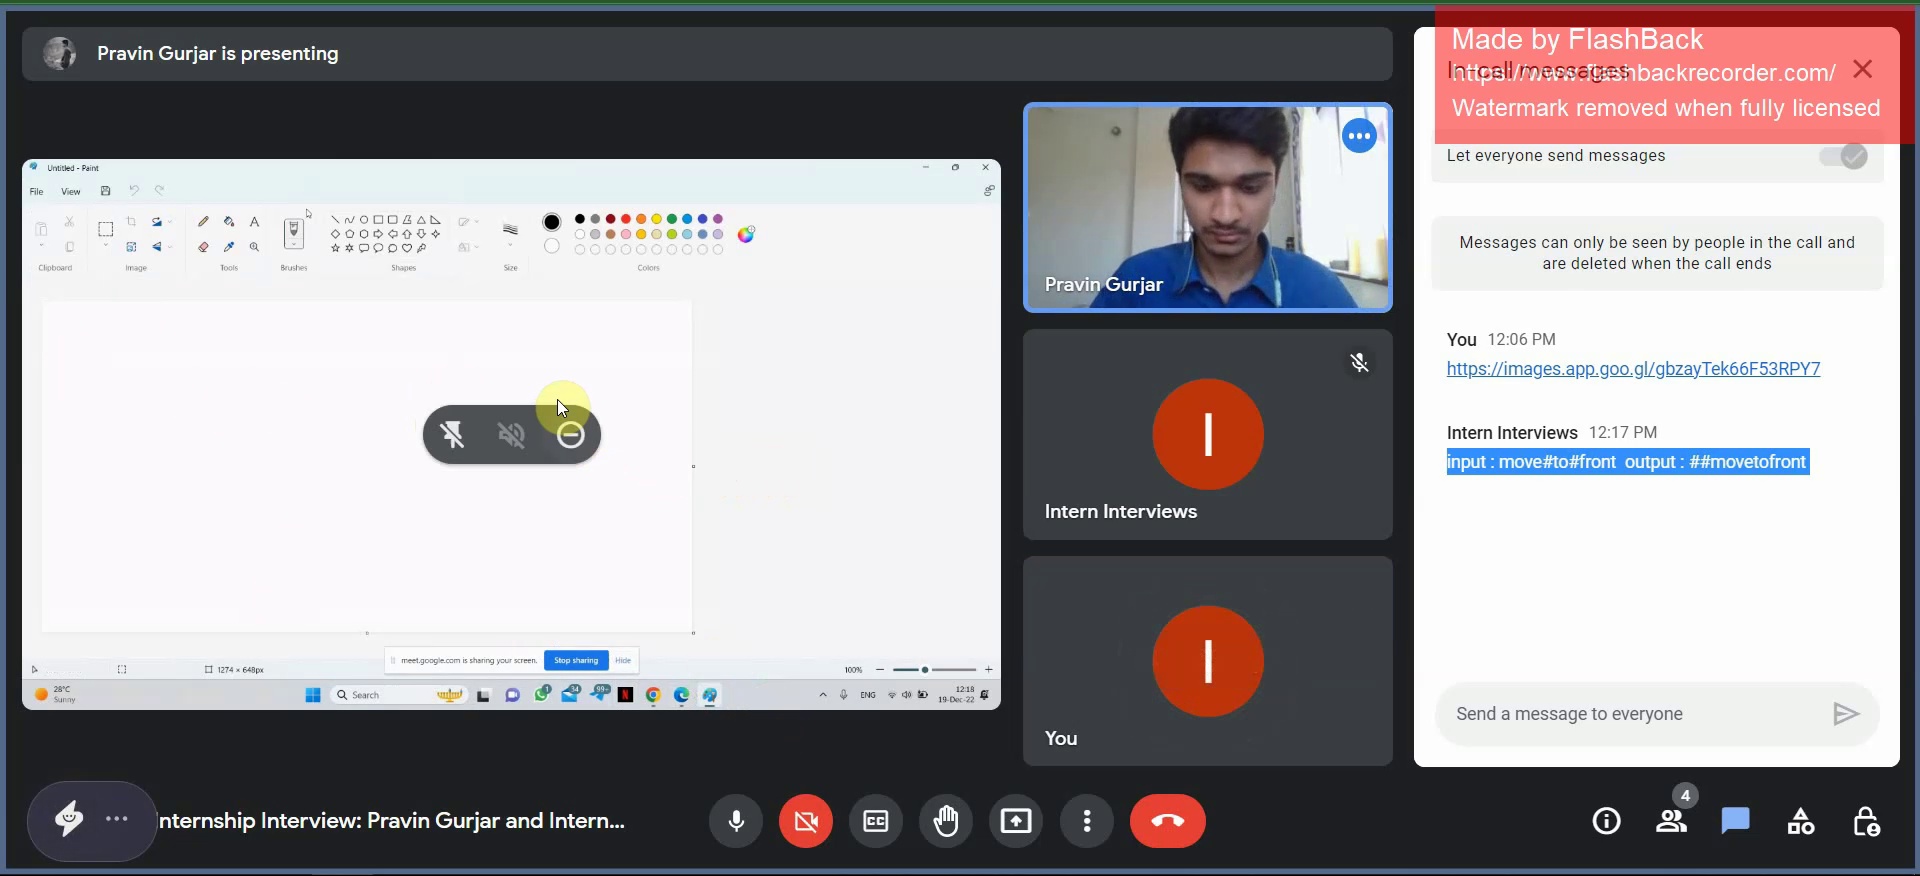 Pravin Gurjar is presenting
Made by FlashBack
https://www.flashbackrecorder.com/
In-call messages
Watermark removed when fully licensed
Let everyone send messages
Messages can only be seen by people in the call and
are deleted when the call ends
You 12:06 PM
https://images.app.goo.gl/gbzayTek66F53RPY7
Intern Interviews 12:17 PM
input : move#to#front output : ##movetofront
Send a message to everyone
Untitled - Paint
File View
Clipboard Image Tools Brushes Shapes Size Colors
1274 × 648px
meet.google.com is sharing your screen. Stop sharing Hide
100%
28°C
Sunny
Search
1
34
99+
N
ENG
12:18
19-Dec-22
Pravin Gurjar
I
Intern Interviews
I
You
nternship Interview: Pravin Gurjar and Intern...
CC
4